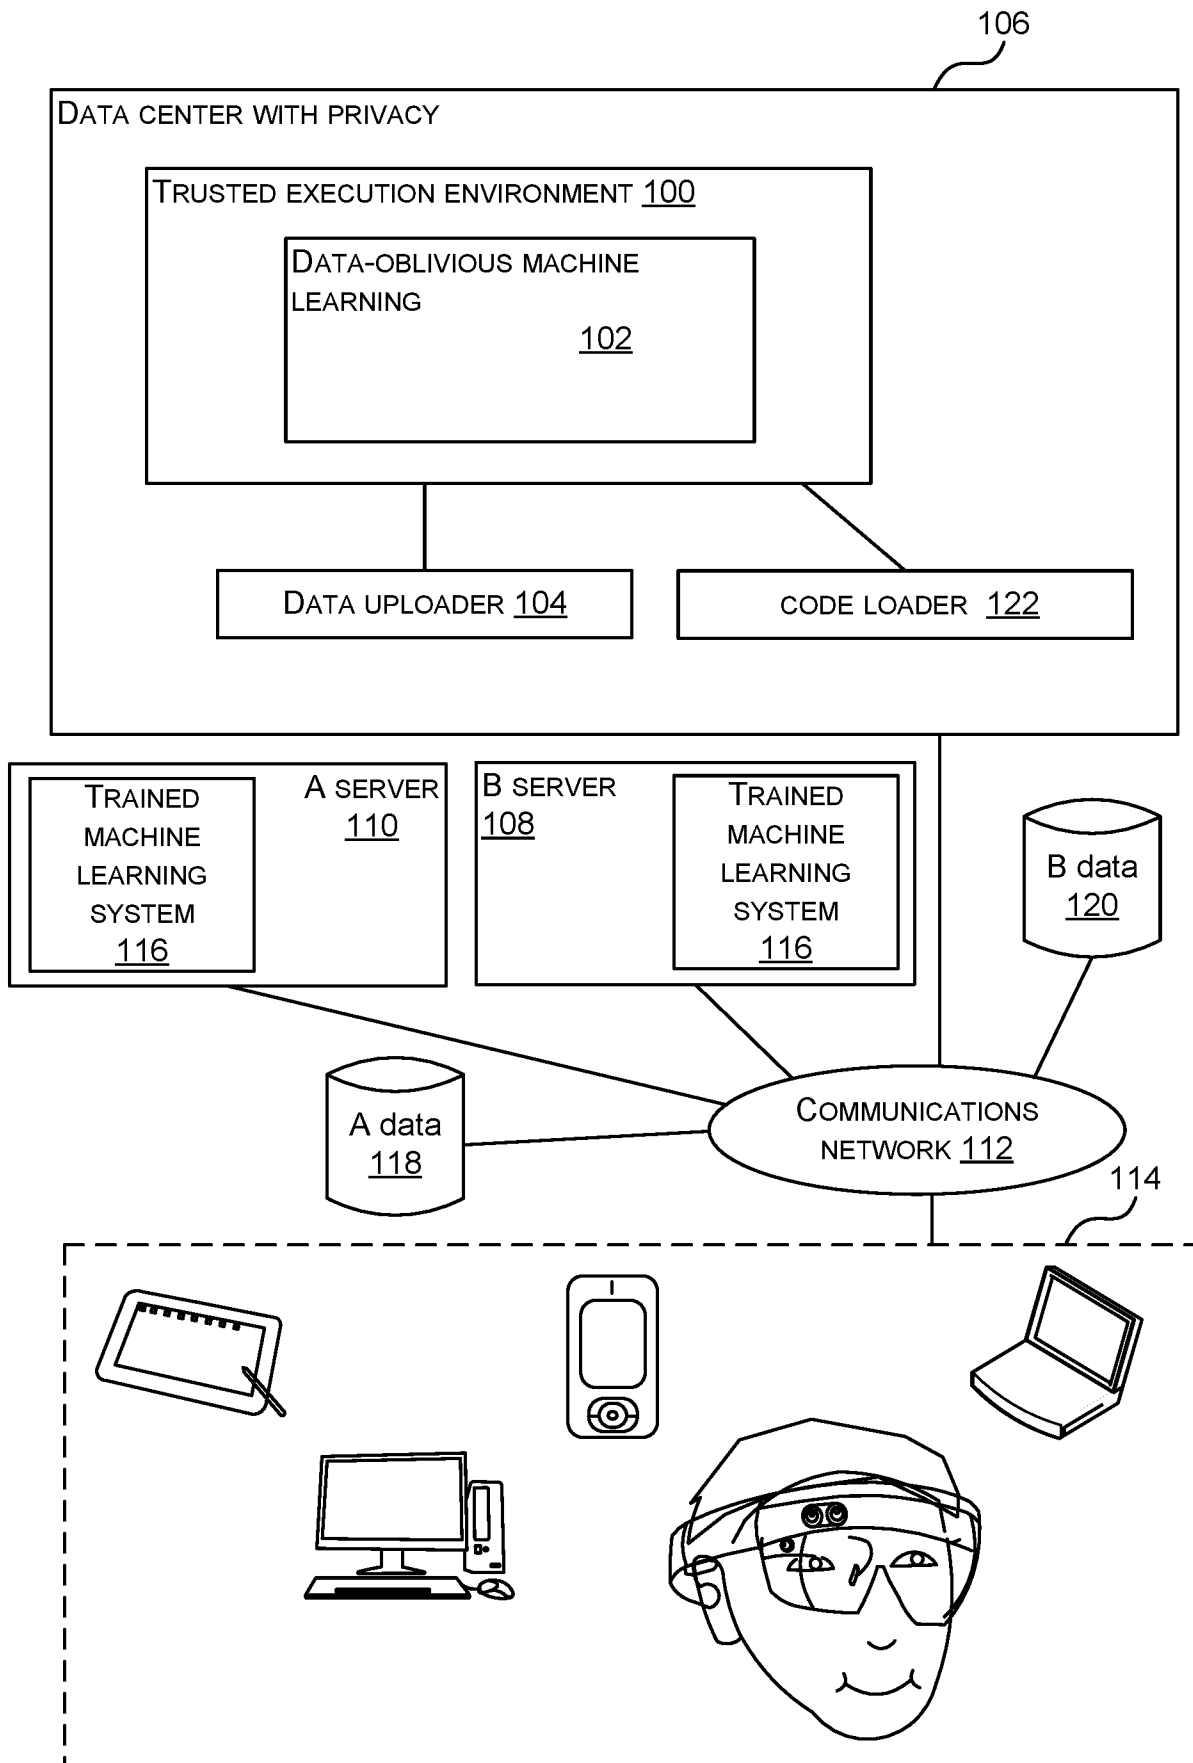 106
DATA CENTER WITH PRIVACY
TRUSTED EXECUTION ENVIRONMENT 100
DATA-OBLIVIOUS MACHINE
LEARNING
102
DATA UPLOADER 104
CODE LOADER 122
TRAINED
MACHINE
LEARNING
SYSTEM
116
A SERVER
110
B SERVER
108
TRAINED
MACHINE
LEARNING
SYSTEM
116
B data
120
A data
118
COMMUNICATIONS
NETWORK 112
114